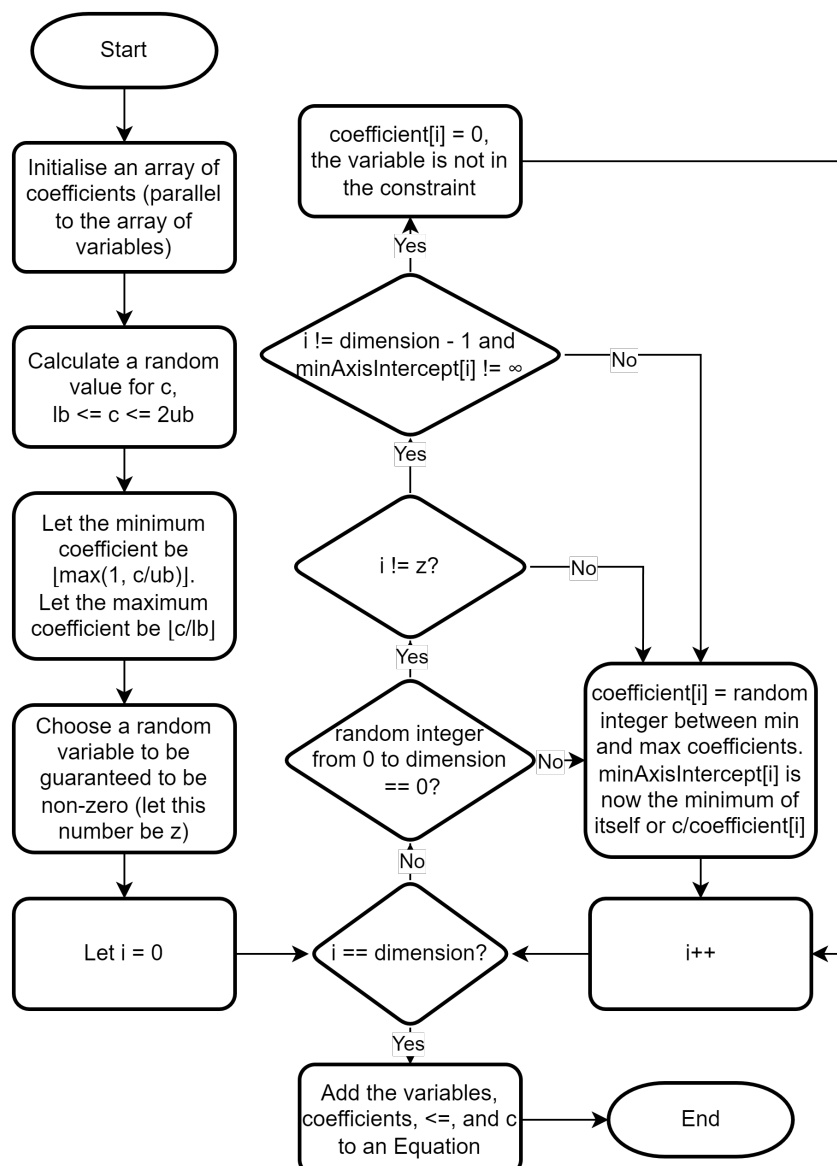 Start
Initialise an array of
coefficients (parallel
to the array of
variables)
Calculate a random
value for c,
lb <= c <= 2ub
Let the minimum
coefficient be
⌊max(1, c/ub)⌋.
Let the maximum
coefficient be ⌊c/lb⌋
Choose a random
variable to be
guaranteed to be
non-zero (let this
number be z)
Let i = 0
coefficient[i] = 0,
the variable is not in
the constraint
Yes
i != dimension - 1 and
minAxisIntercept[i] != ∞
No
Yes
i != z?
No
Yes
random integer
from 0 to dimension
== 0?
No
coefficient[i] = random
integer between min
and max coefficients.
minAxisIntercept[i] is
now the minimum of
itself or c/coefficient[i]
No
i == dimension?
i++
Yes
Add the variables,
coefficients, <=, and c
to an Equation
End